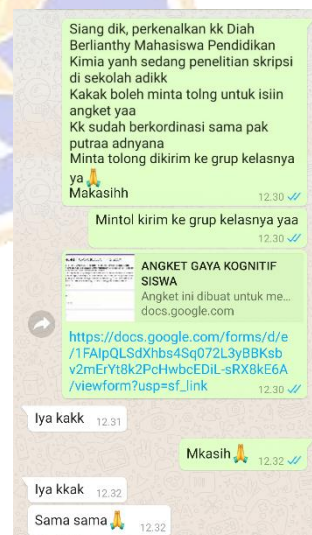 Siang dik, perkenalkan kk Diah
Berlianthy Mahasiswa Pendidikan
Kimia yanh sedang penelitian skripsi
di sekolah adikk
Kakak boleh minta tolng untuk isiin
angket yaa
Kk sudah berkordinasi sama pak
putraa adnyana
Minta tolong dikirim ke grup kelasnya
ya🙏
Makasihh
12.30
Mintol kirim ke grup kelasnya yaa
12.30
ANGKET GAYA KOGNITIF
SISWA
Angket ini dibuat untuk me...
docs.google.com
https://docs.google.com/forms/d/e
/1FAIpQLSdXhbs4Sq072L3yBBKsb
v2mErYt8k2PcHwbcEDiL-sRX8kE6A
/viewform?usp=sf_link
12.30
Iya kakk 12.31
Mkasih🙏 12.32
Iya kkak 12.32
Sama sama🙏 12.32